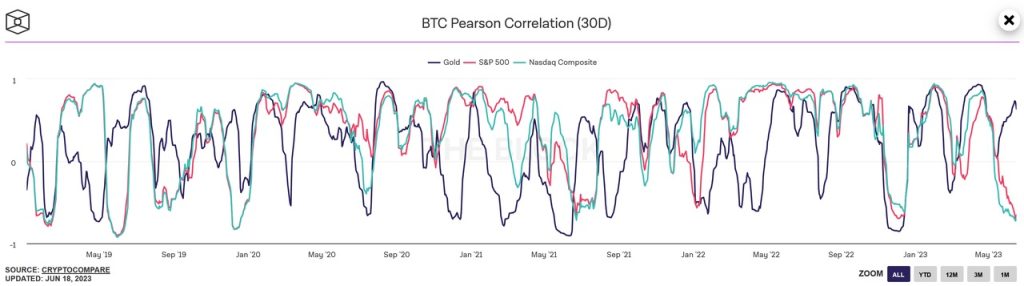 BTC Pearson Correlation (30D)
Gold S&P 500 Nasdaq Composite
1
0
-1
THE BLOCK
May '19 Sep '19 Jan '20 May '20 Sep '20 Jan '21 May '21 Sep '21 Jan '22 May '22 Sep '22 Jan '23 May '23
SOURCE: CRYPTOCOMPARE
UPDATED: JUN 18, 2023
ZOOM ALL YTD 12M 3M 1M